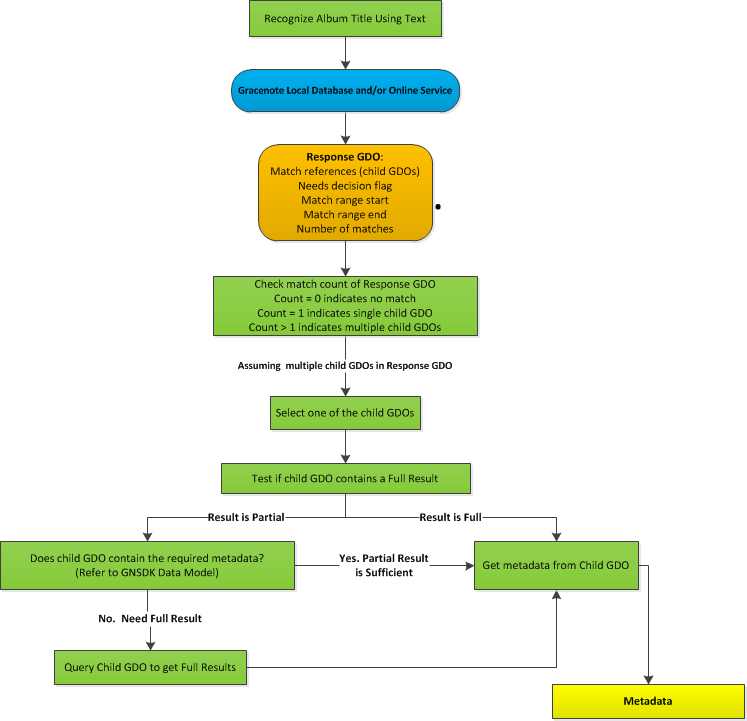 Recognize Album Title Using Text
Gracenote Local Database and/or Online Service
Response GDO:
Match references (child GDOs)
Needs decision flag
Match range start
Match range end
Number of matches
Check match count of Response GDO
Count = 0 indicates no match
Count = 1 indicates single child GDO
Count > 1 indicates multiple child GDOs
Assuming multiple child GDOs in Response GDO
Select one of the child GDOs
Test if child GDO contains a Full Result
Result is Partial
Result is Full
Does child GDO contain the required metadata?
(Refer to GNSDK Data Model)
Yes. Partial Result
is Sufficient
Get metadata from Child GDO
No. Need Full Result
Query Child GDO to get Full Results
Metadata